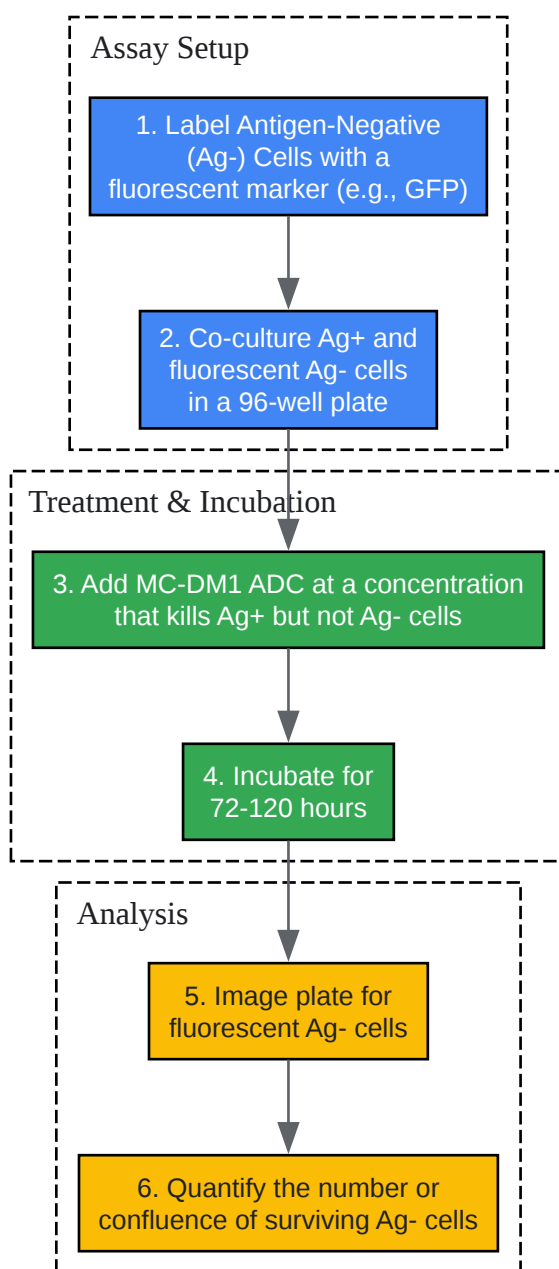 Assay Setup
1. Label Antigen-Negative
(Ag-) Cells with a
fluorescent marker (e.g., GFP)
2. Co-culture Ag+ and
fluorescent Ag- cells
in a 96-well plate
Treatment & Incubation
3. Add MC-DM1 ADC at a concentration
that kills Ag+ but not Ag- cells
4. Incubate for
72-120 hours
Analysis
5. Image plate for
fluorescent Ag- cells
6. Quantify the number or
confluence of surviving Ag- cells